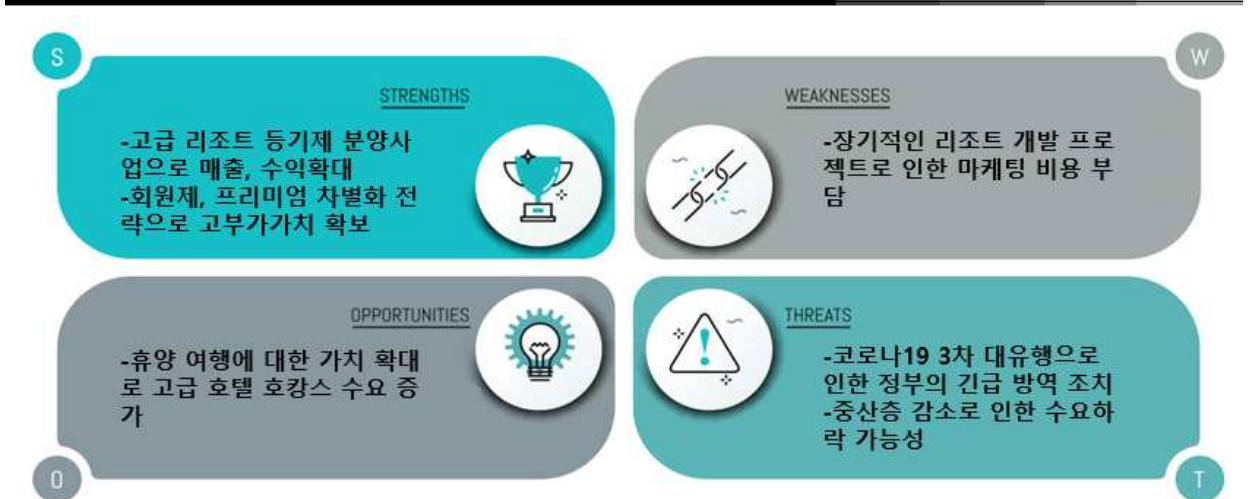 S
STRENGTHS
-고급 리조트 등기제 분양사
업으로 매출, 수익확대
-회원제, 프리미엄 차별화 전
략으로 고부가가치 확보
W
WEAKNESSES
-장기적인 리조트 개발 프로
젝트로 인한 마케팅 비용 부
담
O
OPPORTUNITIES
-휴양 여행에 대한 가치 확대
로 고급 호텔 호캉스 수요 증
가
T
THREATS
-코로나19 3차 대유행으로
인한 정부의 긴급 방역 조치
-중산층 감소로 인한 수요하
락 가능성